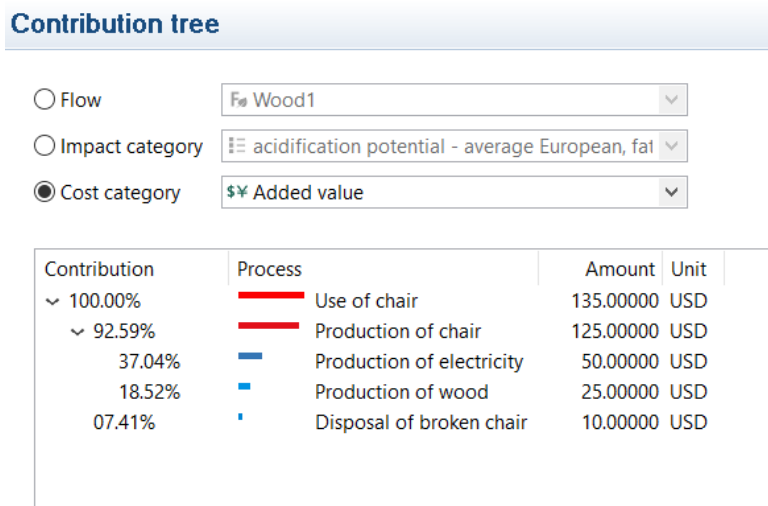 Contribution tree
Flow Wood1
Impact category acidification potential - average European, fat
Cost category $¥ Added value
Contribution Process Amount Unit
100.00% Use of chair 135.00000 USD
92.59% Production of chair 125.00000 USD
37.04% Production of electricity 50.00000 USD
18.52% Production of wood 25.00000 USD
07.41% Disposal of broken chair 10.00000 USD